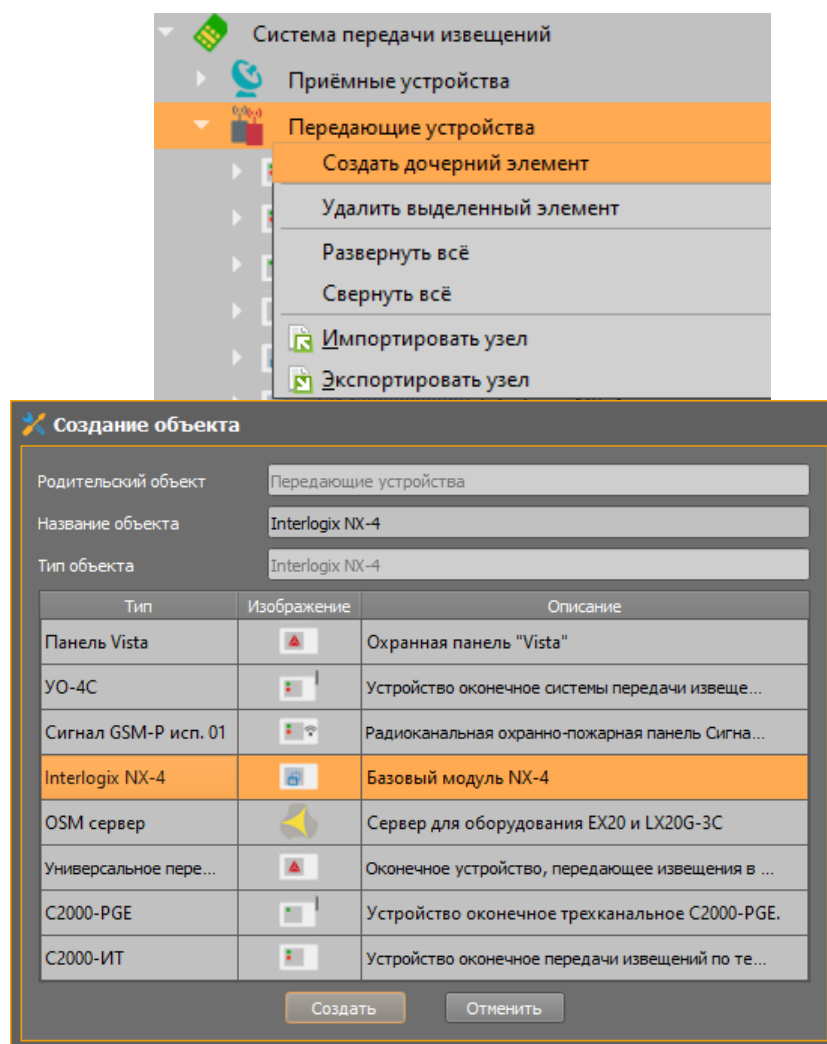 Система передачи извещений
Приёмные устройства
Передающие устройства
Создать дочерний элемент
Удалить выделенный элемент
Развернуть всё
Свернуть всё
Импортировать узел
Экспортировать узел
Создание объекта
Родительский объект Передающие устройства
Название объекта Interlogix NX-4
Тип объекта Interlogix NX-4
Тип Изображение Описание
Панель Vista Охранная панель "Vista"
УО-4С Устройство оконечное системы передачи извеще...
Сигнал GSM-P исп. 01 Радиоканальная охранно-пожарная панель Сигна...
Interlogix NX-4 Базовый модуль NX-4
OSM сервер Сервер для оборудования EX20 и LX20G-3C
Универсальное пере... Оконечное устройство, передающее извещения в ...
С2000-PGE Устройство оконечное трехканальное С2000-PGE.
С2000-ИТ Устройство оконечное передачи извещений по те...
Создать Отменить